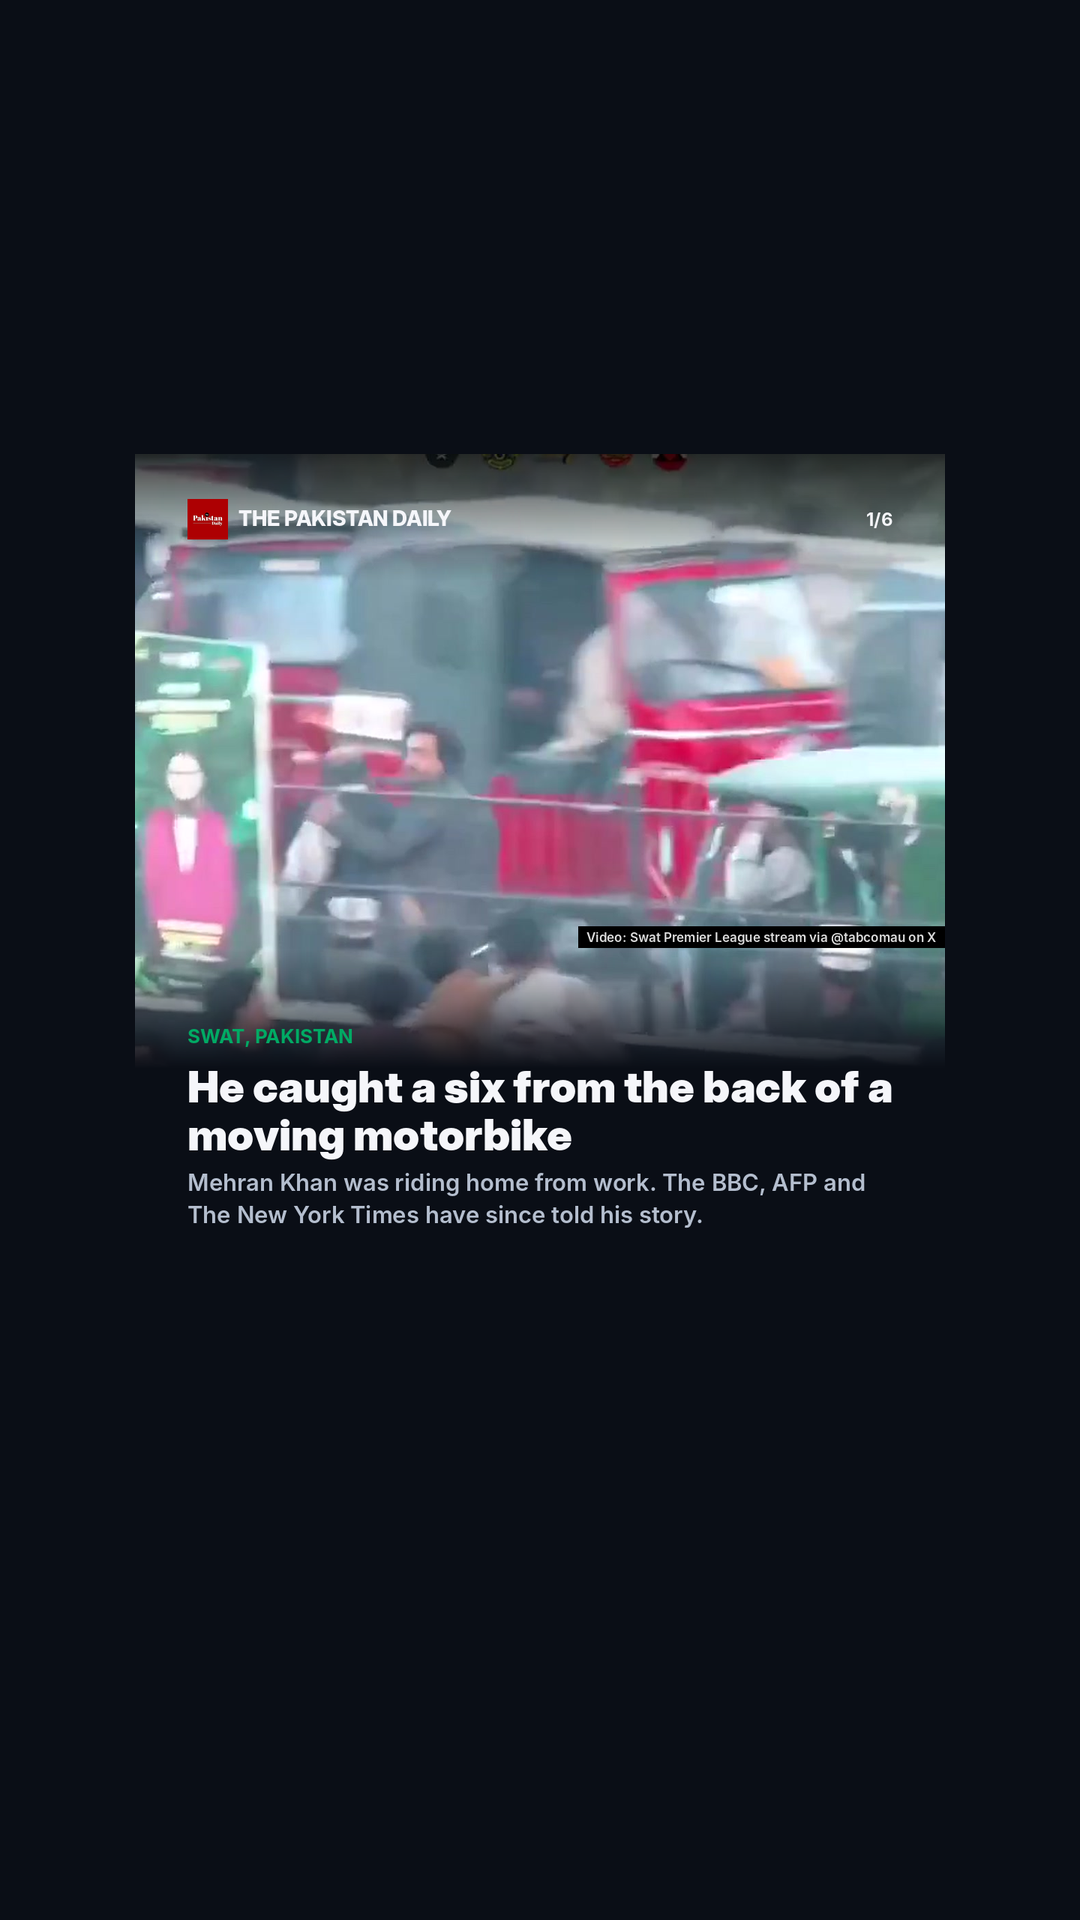 Pakistan
Daily
THE PAKISTAN DAILY
1/6
Video: Swat Premier League stream via @tabcomau on X
SWAT, PAKISTAN
He caught a six from the back of a
moving motorbike
Mehran Khan was riding home from work. The BBC, AFP and
The New York Times have since told his story.